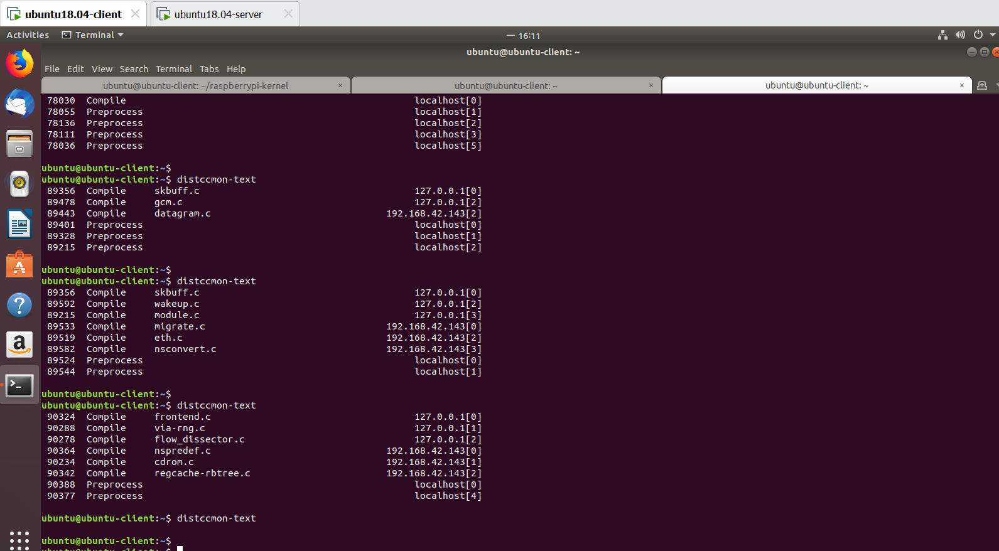 ubuntu18.04-client
ubuntu18.04-server
Activities Terminal 16:11
ubuntu@ubuntu-client: ~
File Edit View Search Terminal Tabs Help
ubuntu@ubuntu-client: ~/raspberrypi-kernel
ubuntu@ubuntu-client: ~
ubuntu@ubuntu-client: ~
78030 Compile localhost[0]
78055 Preprocess localhost[1]
78136 Preprocess localhost[2]
78111 Preprocess localhost[3]
78036 Preprocess localhost[5]
ubuntu@ubuntu-client:~$
ubuntu@ubuntu-client:~$ distccmon-text
89356 Compile skbuff.c 127.0.0.1[0]
89478 Compile gcm.c 127.0.0.1[2]
89443 Compile datagram.c 192.168.42.143[2]
89401 Preprocess localhost[0]
89328 Preprocess localhost[1]
89215 Preprocess localhost[2]
ubuntu@ubuntu-client:~$
ubuntu@ubuntu-client:~$ distccmon-text
89356 Compile skbuff.c 127.0.0.1[0]
89592 Compile wakeup.c 127.0.0.1[2]
89215 Compile module.c 127.0.0.1[3]
89533 Compile migrate.c 192.168.42.143[0]
89519 Compile eth.c 192.168.42.143[2]
89582 Compile nsconvert.c 192.168.42.143[3]
89524 Preprocess localhost[0]
89544 Preprocess localhost[1]
ubuntu@ubuntu-client:~$
ubuntu@ubuntu-client:~$ distccmon-text
90324 Compile frontend.c 127.0.0.1[0]
90288 Compile via-rng.c 127.0.0.1[1]
90278 Compile flow_dissector.c 127.0.0.1[2]
90364 Compile nspredef.c 192.168.42.143[0]
90234 Compile cdrom.c 192.168.42.143[1]
90342 Compile regcache-rbtree.c 192.168.42.143[2]
90388 Preprocess localhost[0]
90377 Preprocess localhost[4]
ubuntu@ubuntu-client:~$ distccmon-text
ubuntu@ubuntu-client:~$
ubuntu@ubuntu-client:~$